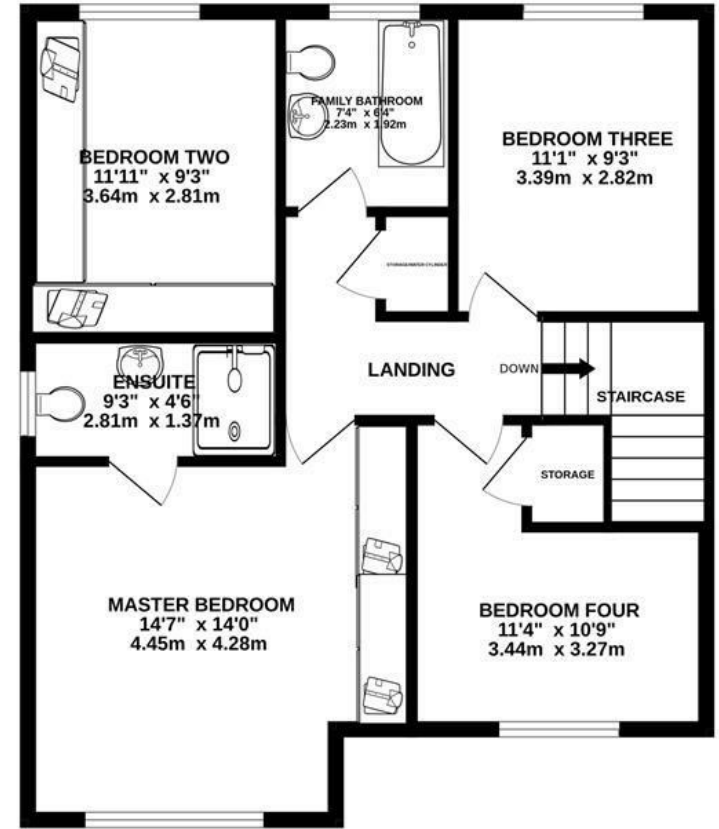 BEDROOM TWO
11'11" x 9'3"
3.64m x 2.81m
FAMILY BATHROOM
7'4" x 6'4"
2.23m x 1.92m
BEDROOM THREE
11'1" x 9'3"
3.39m x 2.82m
STORAGE/WATER CYLINDER
LANDING
DOWN
STAIRCASE
ENSUITE
9'3" x 4'6"
2.81m x 1.37m
STORAGE
MASTER BEDROOM
14'7" x 14'0"
4.45m x 4.28m
BEDROOM FOUR
11'4" x 10'9"
3.44m x 3.27m